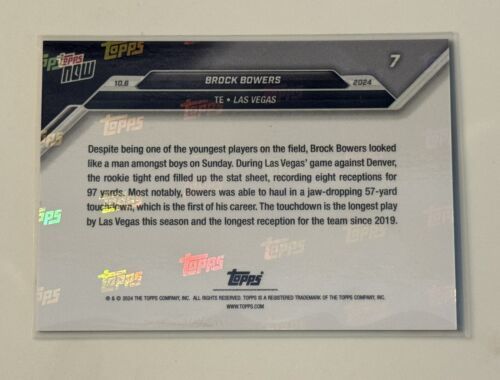 TOPPS NOW
7
10.6
BROCK BOWERS
2024
TE • LAS VEGAS
Despite being one of the youngest players on the field, Brock Bowers looked
like a man amongst boys on Sunday. During Las Vegas' game against Denver,
the rookie tight end filled up the stat sheet, recording eight receptions for
97 yards. Most notably, Bowers was able to haul in a jaw-dropping 57-yard
touchdown, which is the first of his career. The touchdown is the longest play
by Las Vegas this season and the longest reception for the team since 2019.
topps
® & © 2024 THE TOPPS COMPANY, INC. ALL RIGHTS RESERVED. TOPPS IS A REGISTERED TRADEMARK OF THE TOPPS COMPANY, INC.
WWW.TOPPS.COM